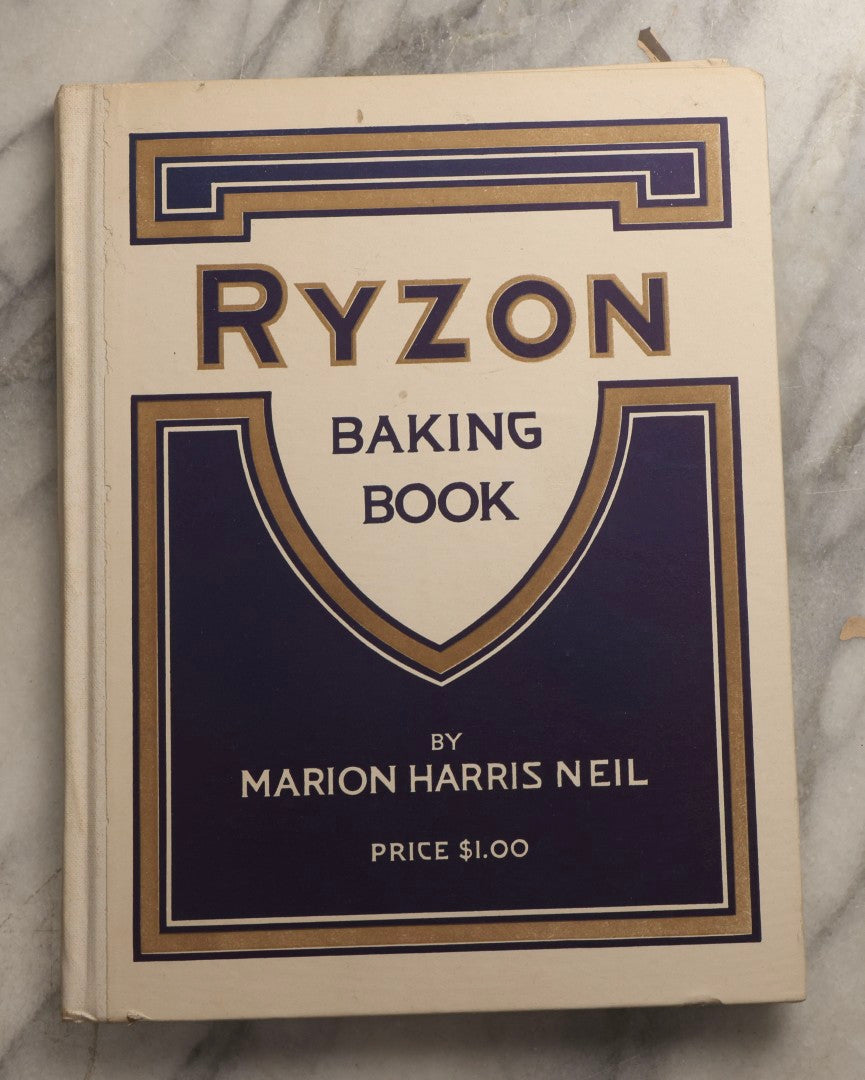 RYZON
BAKING
BOOK
BY
MARION HARRIS NEIL
PRICE $1.00